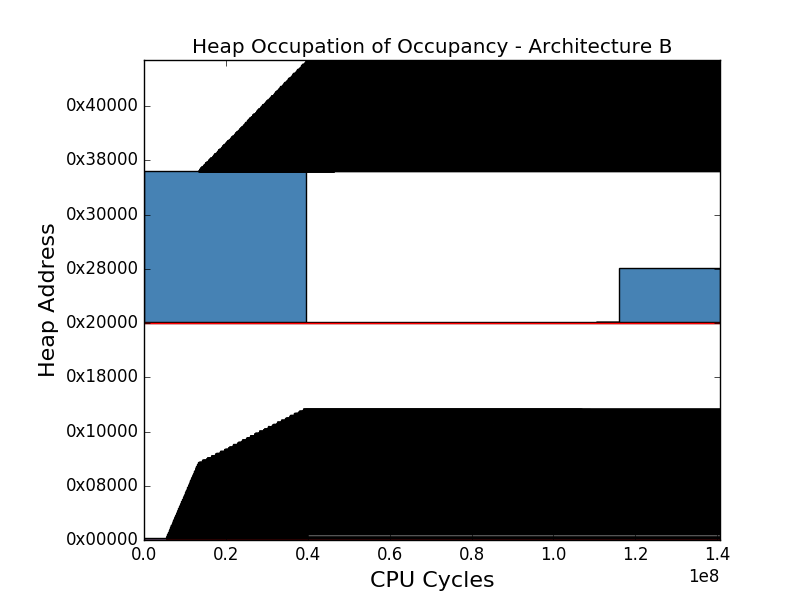 Heap Occupation of Occupancy - Architecture B
0x40000
0x38000
0x30000
0x28000
0x20000
0x18000
0x10000
0x08000
0x00000
Heap Address
0.0 0.2 0.4 0.6 0.8 1.0 1.2 1.4
1e8
CPU Cycles